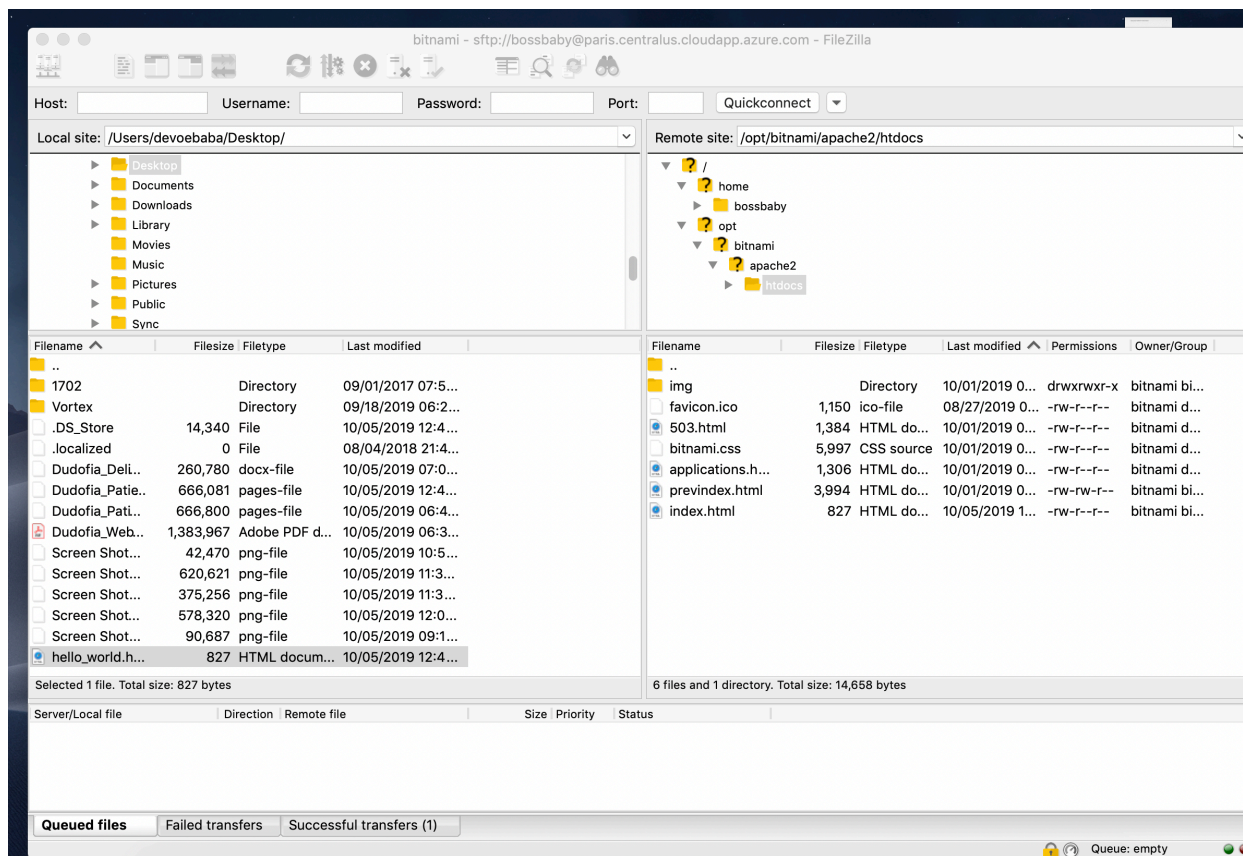 bitnami - sftp://bossbaby@paris.centralus.cloudapp.azure.com - FileZilla
Host: Username: Password: Port: Quickconnect
Local site: /Users/devoebaba/Desktop/
Desktop
Documents
Downloads
Library
Movies
Music
Pictures
Public
Sync
Remote site: /opt/bitnami/apache2/htdocs
/
home
bossbaby
opt
bitnami
apache2
htdocs
Filename Filesize Filetype Last modified
..
1702 Directory 09/01/2017 07:5...
Vortex Directory 09/18/2019 06:2...
.DS_Store 14,340 File 10/05/2019 12:4...
.localized 0 File 08/04/2018 21:4...
Dudofia_Deli... 260,780 docx-file 10/05/2019 07:0...
Dudofia_Patie.. 666,081 pages-file 10/05/2019 12:4...
Dudofia_Pati... 666,800 pages-file 10/05/2019 06:4...
Dudofia_Web... 1,383,967 Adobe PDF d... 10/05/2019 06:3...
Screen Shot... 42,470 png-file 10/05/2019 10:5...
Screen Shot... 620,621 png-file 10/05/2019 11:3...
Screen Shot... 375,256 png-file 10/05/2019 11:3...
Screen Shot... 578,320 png-file 10/05/2019 12:0...
Screen Shot... 90,687 png-file 10/05/2019 09:1...
hello_world.h... 827 HTML docum... 10/05/2019 12:4...
Selected 1 file. Total size: 827 bytes
Filename Filesize Filetype Last modified Permissions Owner/Group
..
img Directory 10/01/2019 0... drwxrwxr-x bitnami bi...
favicon.ico 1,150 ico-file 08/27/2019 0... -rw-r--r-- bitnami d...
503.html 1,384 HTML do... 10/01/2019 0... -rw-r--r-- bitnami d...
bitnami.css 5,997 CSS source 10/01/2019 0... -rw-r--r-- bitnami d...
applications.h... 1,306 HTML do... 10/01/2019 0... -rw-r--r-- bitnami d...
previndex.html 3,994 HTML do... 10/01/2019 0... -rw-rw-r-- bitnami bi...
index.html 827 HTML do... 10/05/2019 1... -rw-r--r-- bitnami bi...
6 files and 1 directory. Total size: 14,658 bytes
Server/Local file Direction Remote file Size Priority Status
Queued files Failed transfers Successful transfers (1)
Queue: empty